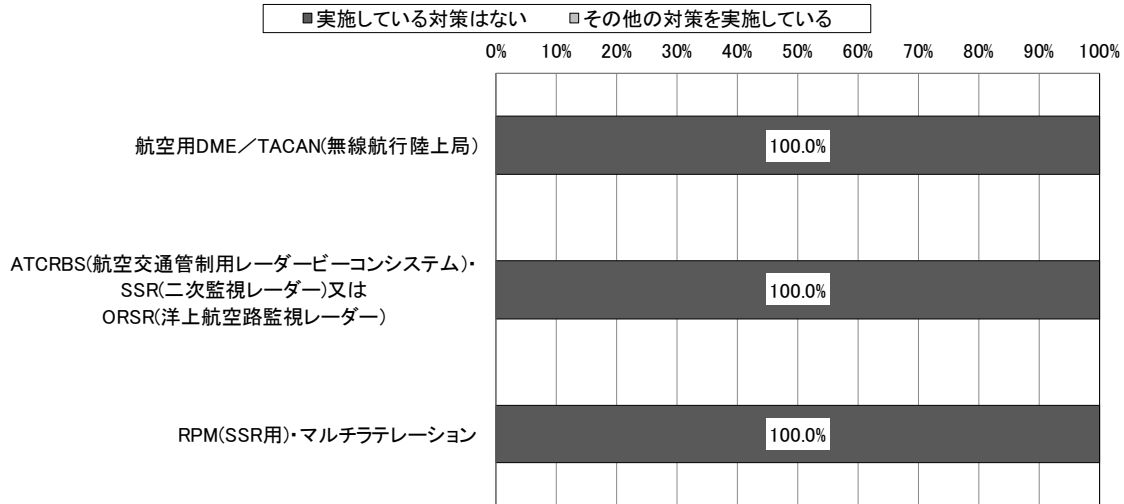 ■実施している対策はない ■その他の対策を実施している
0% 10% 20% 30% 40% 50% 60% 70% 80% 90% 100%
航空用DME／TACAN(無線航行陸上局)
100.0%
ATCRBS(航空交通管制用レーダービーコンシステム)・
SSR(二次監視レーダー)又は
ORSR(洋上航空路監視レーダー)
100.0%
RPM(SSR用)・マルチラテレーション
100.0%